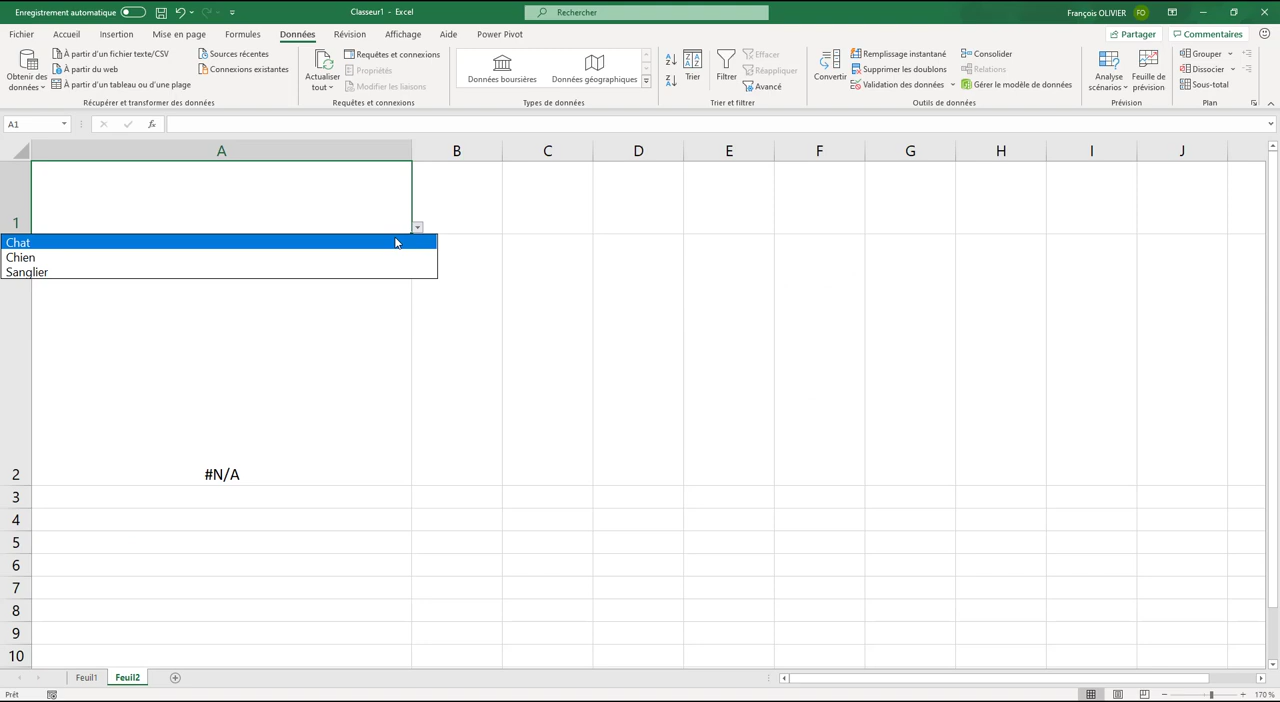 Enregistrement automatique
Classeur1 - Excel
Rechercher
François OLIVIER
FO
Fichier
Accueil
Insertion
Mise en page
Formules
Données
Révision
Affichage
Aide
Power Pivot
Partager
Commentaires
Obtenir des données
À partir d'un fichier texte/CSV
À partir du web
À partir d'un tableau ou d'une plage
Sources récentes
Connexions existantes
Récupérer et transformer des données
Actualiser tout
Requêtes et connexions
Propriétés
Modifier les liaisons
Requêtes et connexions
Données boursières
Données géographiques
Types de données
Trier
Filtrer
Effacer
Réappliquer
Avancé
Trier et filtrer
Convertir
Remplissage instantané
Supprimer les doublons
Validation des données
Consolider
Relations
Gérer le modèle de données
Outils de données
Analyse scénarios
Feuille de prévision
Prévision
Grouper
Dissocier
Sous-total
Plan
A1
fx
A B C D E F G H I J
1
Chat
Chien
Sanglier
2 #N/A
3
4
5
6
7
8
9
10
Feuil1
Feuil2
Prêt
170 %